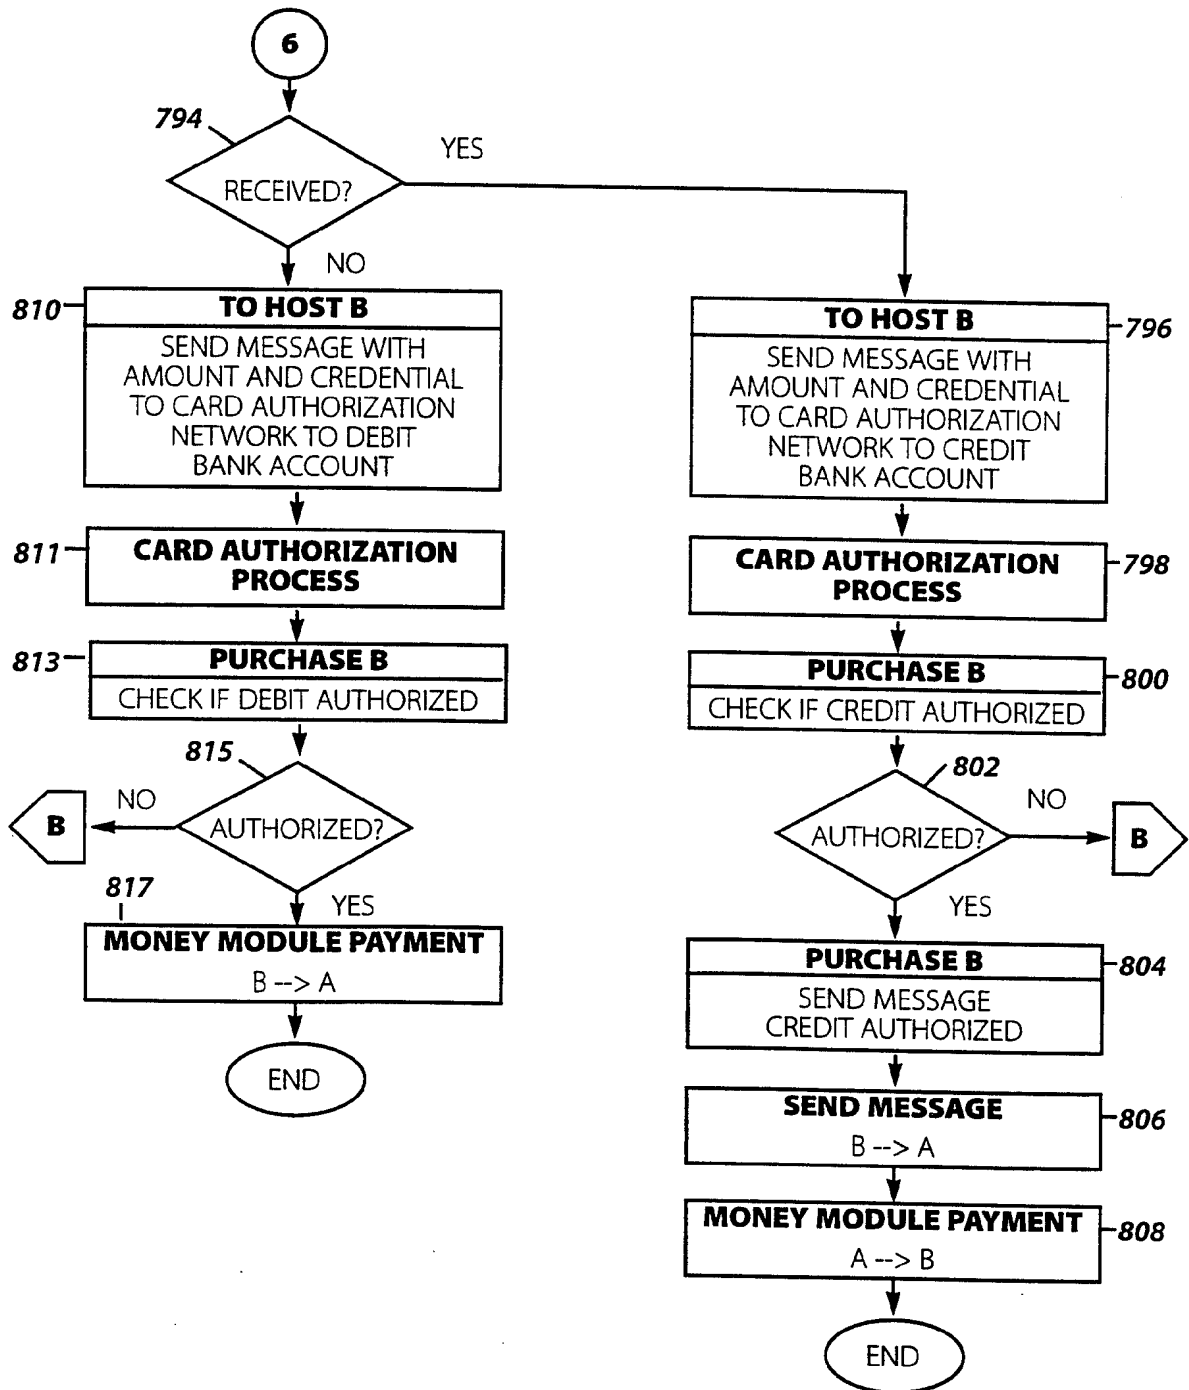 6
794
YES
RECEIVED?
NO
810
TO HOST B
SEND MESSAGE WITH
AMOUNT AND CREDENTIAL
TO CARD AUTHORIZATION
NETWORK TO DEBIT
BANK ACCOUNT
811
CARD AUTHORIZATION
PROCESS
813
PURCHASE B
CHECK IF DEBIT AUTHORIZED
815
NO
B
AUTHORIZED?
817
YES
MONEY MODULE PAYMENT
B --> A
END
TO HOST B
796
SEND MESSAGE WITH
AMOUNT AND CREDENTIAL
TO CARD AUTHORIZATION
NETWORK TO CREDIT
BANK ACCOUNT
CARD AUTHORIZATION
PROCESS
798
PURCHASE B
800
CHECK IF CREDIT AUTHORIZED
802
NO
AUTHORIZED?
B
YES
PURCHASE B
804
SEND MESSAGE
CREDIT AUTHORIZED
SEND MESSAGE
806
B --> A
MONEY MODULE PAYMENT
808
A --> B
END